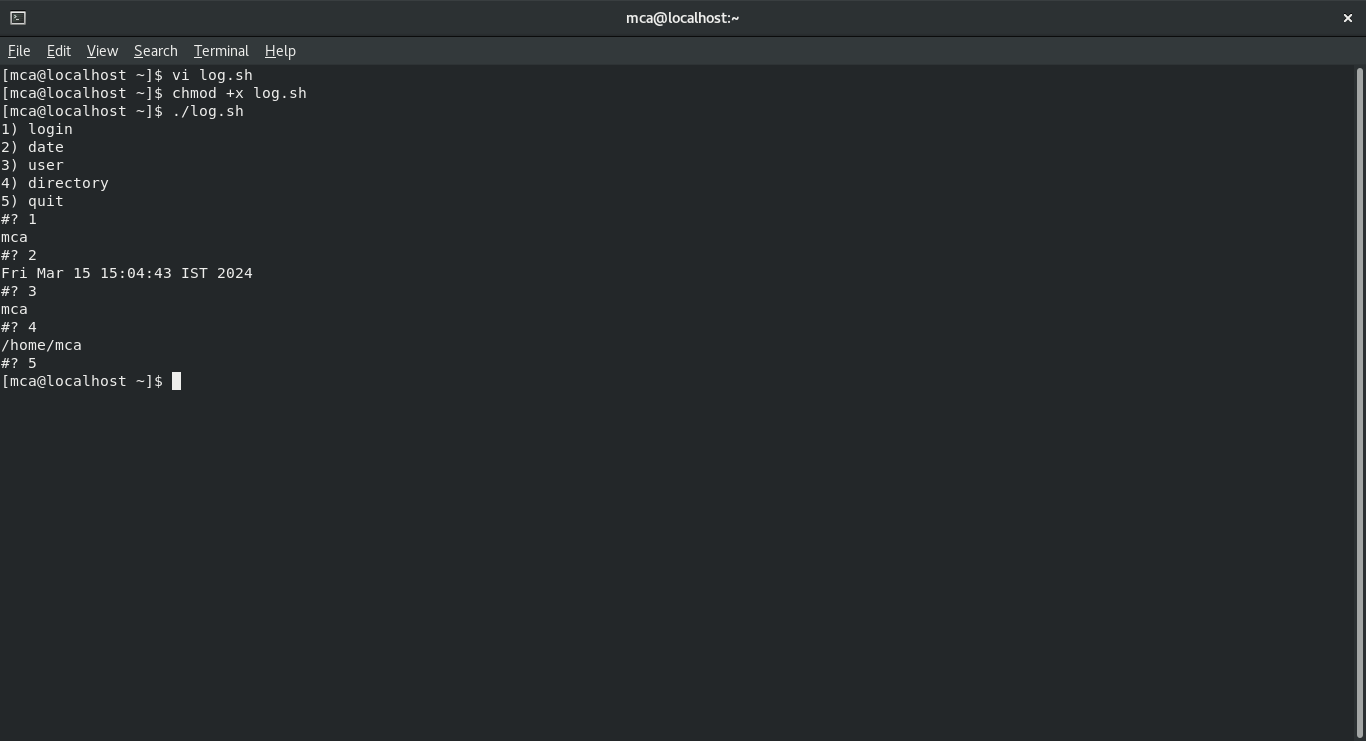 mca@localhost:~
File Edit View Search Terminal Help
[mca@localhost ~]$ vi log.sh
[mca@localhost ~]$ chmod +x log.sh
[mca@localhost ~]$ ./log.sh
1) login
2) date
3) user
4) directory
5) quit
#? 1
mca
#? 2
Fri Mar 15 15:04:43 IST 2024
#? 3
mca
#? 4
/home/mca
#? 5
[mca@localhost ~]$